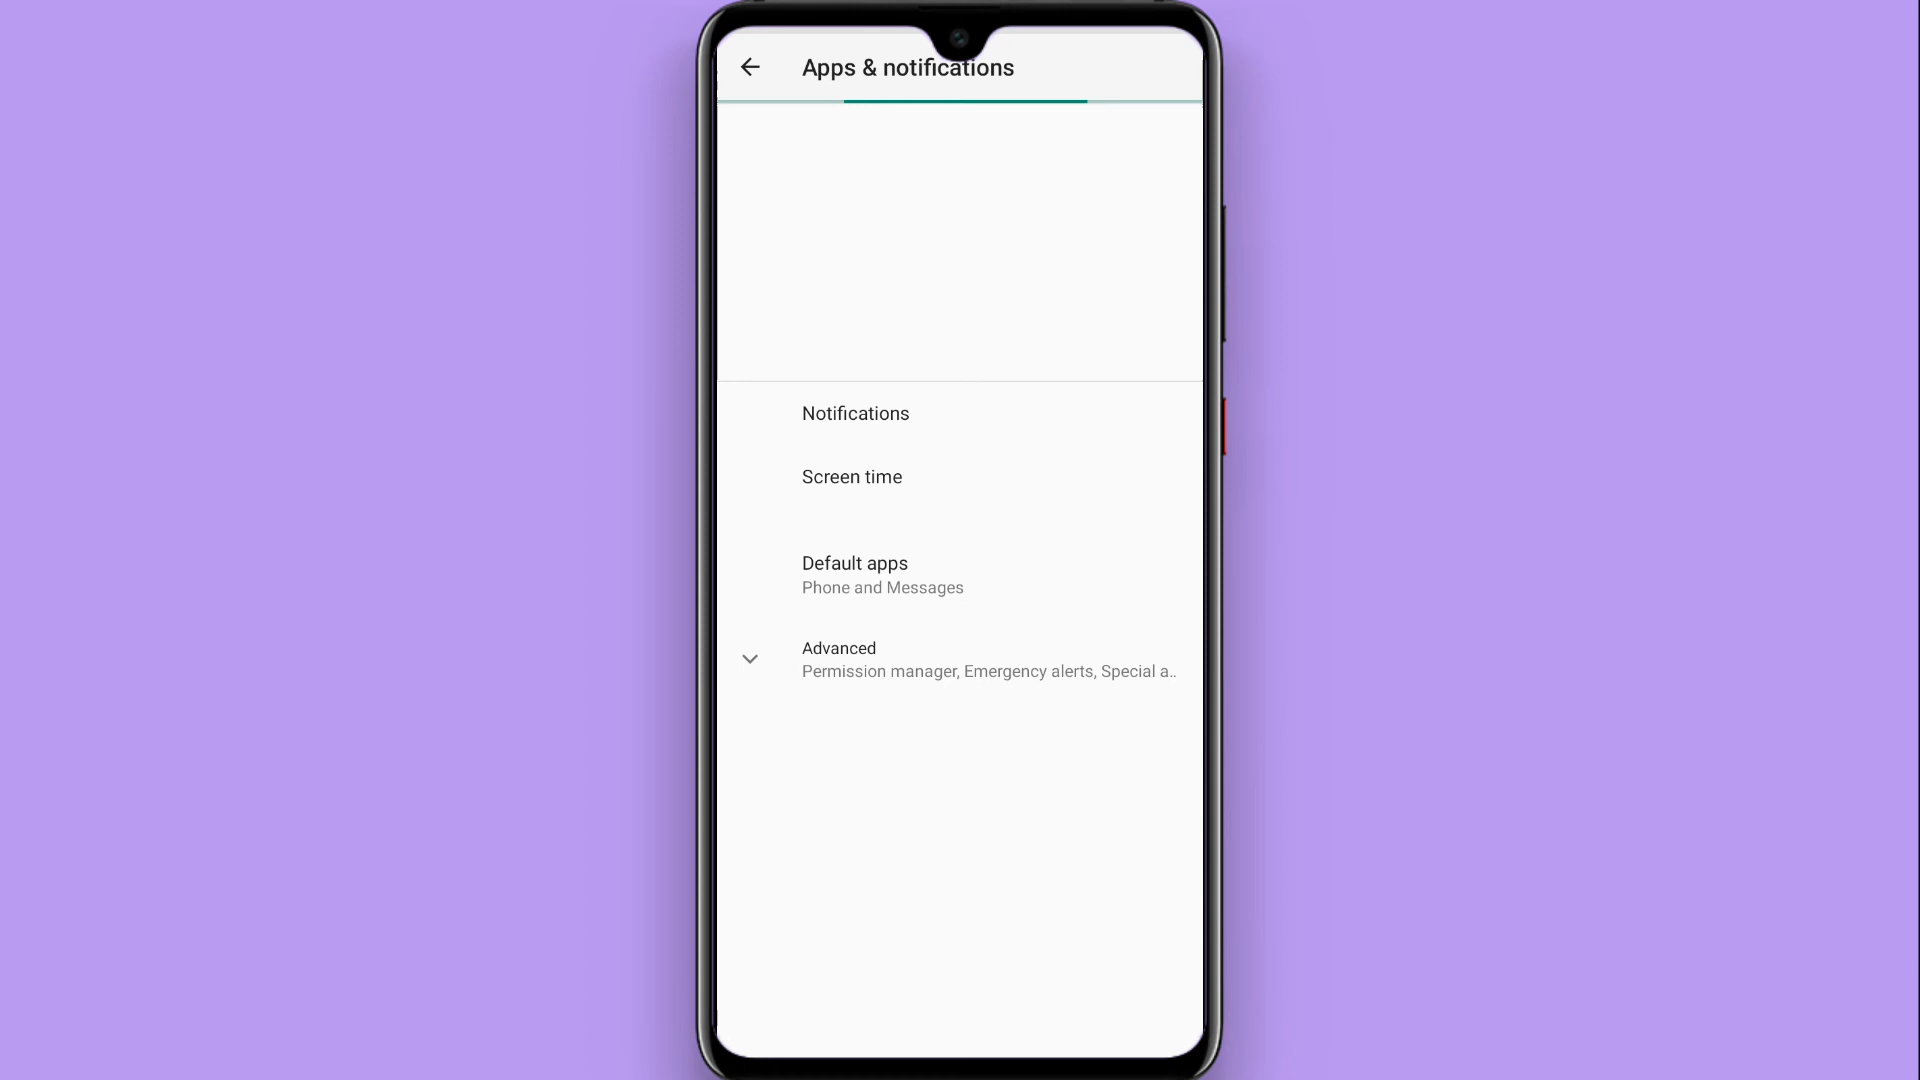 Apps & notifications
Notifications
Screen time
Default apps
Phone and Messages
Advanced
Permission manager, Emergency alerts, Special a..